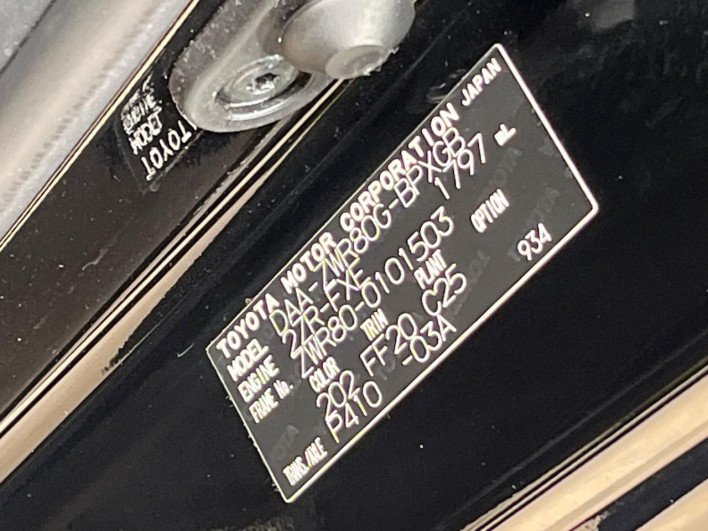 TOYOTA MOTOR CORPORATION JAPAN
MODEL DAA-ZWR80G-BPXGB
ENGINE 2ZR-FXE 1797 mL
FRAME No. ZWR80-0101503
COLOR TRIM PLANT OPTION
202 FF20 C25 934
TRANS/AXLE P410 -03A
TOYOT